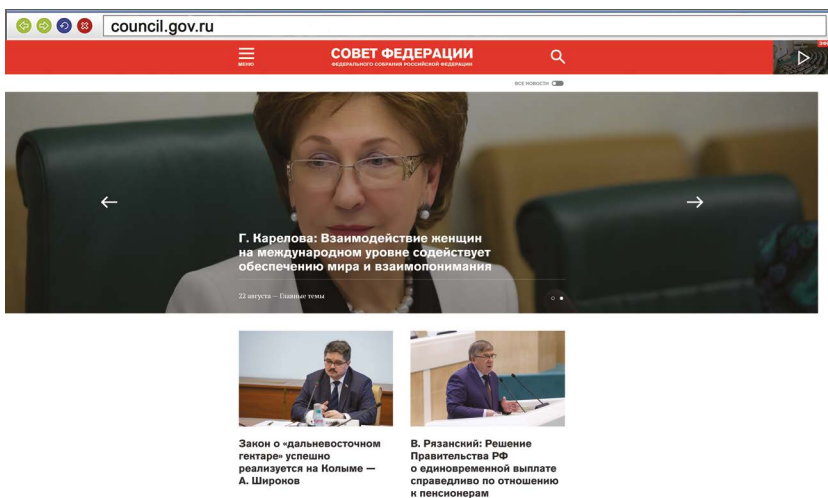 council.gov.ru
МЕНЮ
СОВЕТ ФЕДЕРАЦИИ
ФЕДЕРАЛЬНОГО СОБРАНИЯ РОССИЙСКОЙ ФЕДЕРАЦИИ
ВСЕ НОВОСТИ
Г. Карелова: Взаимодействие женщин
на международном уровне содействует
обеспечению мира и взаимопонимания
22 августа — Главные темы
Закон о «дальневосточном
гектаре» успешно
реализуется на Колыме —
А. Широков
В. Рязанский: Решение
Правительства РФ
о единовременной выплате
справедливо по отношению
к пенсионерам